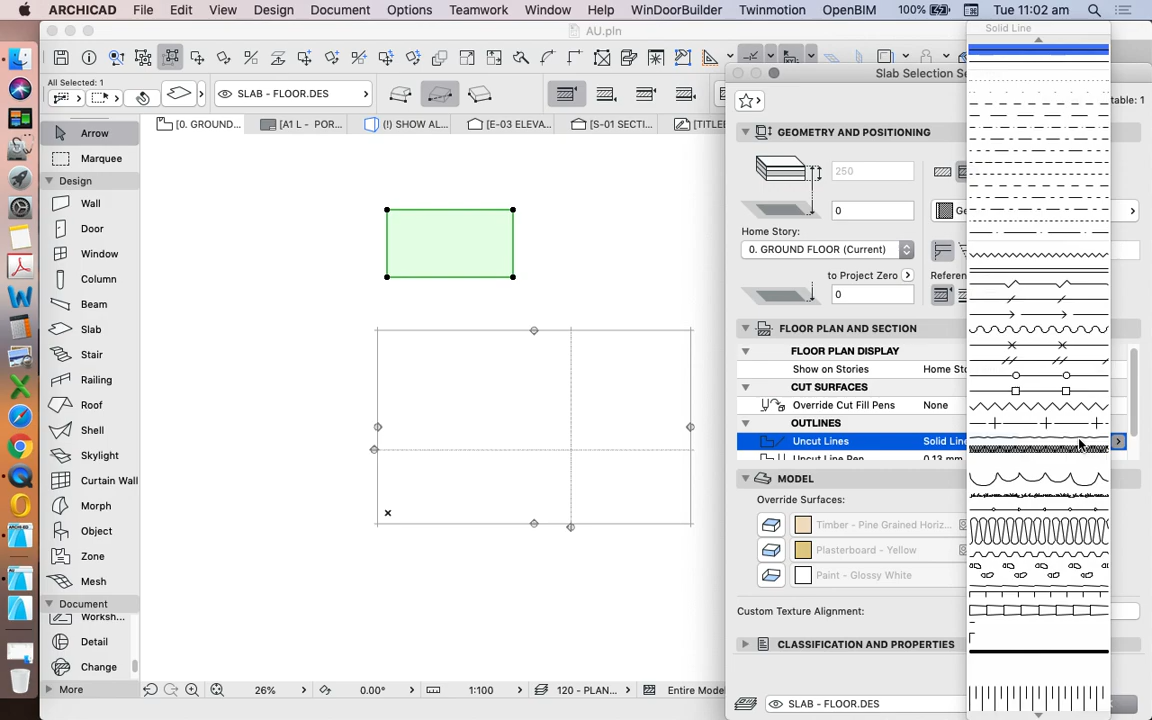 ARCHICAD File Edit View Design Document Options Teamwork Window Help WinDoorBuilder Twinmotion OpenBIM 100% Tue 11:02 am
AU.pln
Solid Line
All Selected: 1
SLAB - FLOOR.DES
Slab Selection Se
table: 1
[0. GROUND...
[A1 L - POR...
(!) SHOW AL...
[E-03 ELEVA...
[S-01 SECTI...
[TITLEE
Arrow
Marquee
Design
Wall
Door
Window
Column
Beam
Slab
Stair
Railing
Roof
Shell
Skylight
Curtain Wall
Morph
Object
Zone
Mesh
Document
Worksh...
Detail
Change
More
GEOMETRY AND POSITIONING
250
0
Ge
Home Story:
0. GROUND FLOOR (Current)
to Project Zero
Referen
0
FLOOR PLAN AND SECTION
FLOOR PLAN DISPLAY
Show on Stories Home Sto
CUT SURFACES
Override Cut Fill Pens None
OUTLINES
Uncut Lines Solid Line
Uncut Line Pen 0.13 mm
MODEL
Override Surfaces:
Timber - Pine Grained Horiz...
Plasterboard - Yellow
Paint - Glossy White
Custom Texture Alignment:
CLASSIFICATION AND PROPERTIES
SLAB - FLOOR.DES
26%
0.00°
1:100
120 - PLAN...
Entire Mode